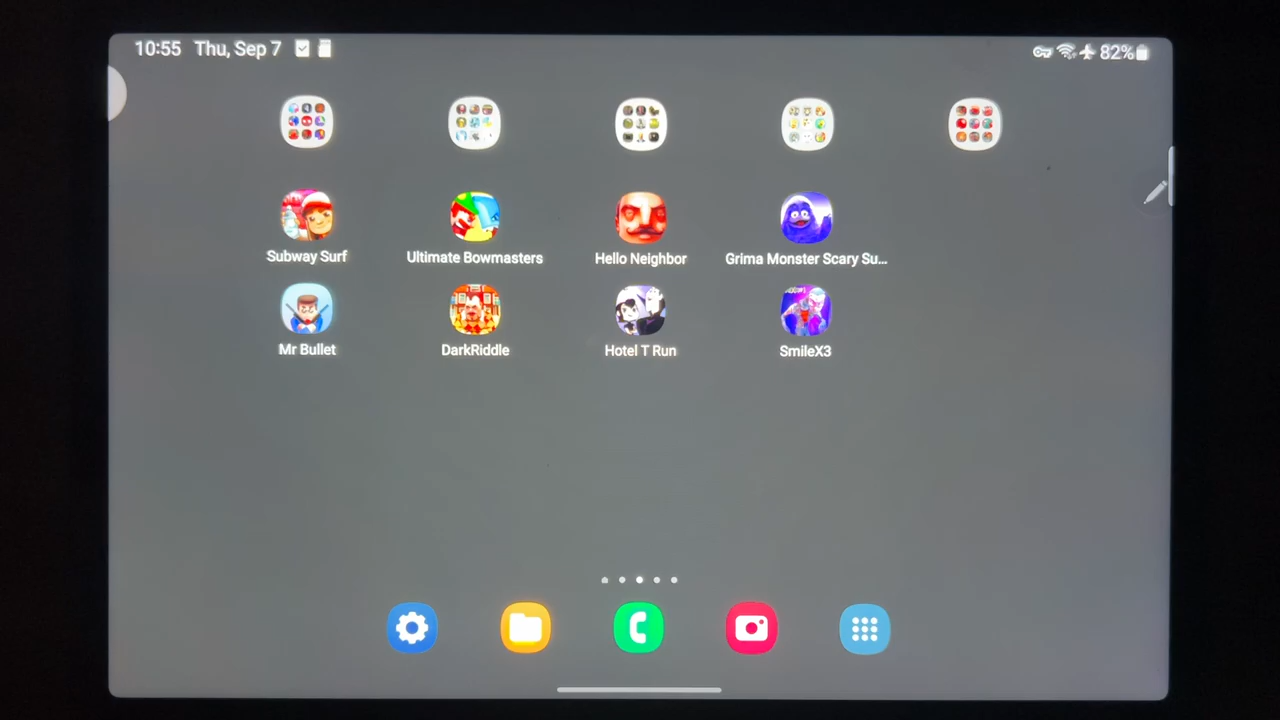 10:55 Thu, Sep 7 82%
Subway Surf Ultimate Bowmasters Hello Neighbor Grima Monster Scary Su...
Mr Bullet DarkRiddle Hotel T Run SmileX3